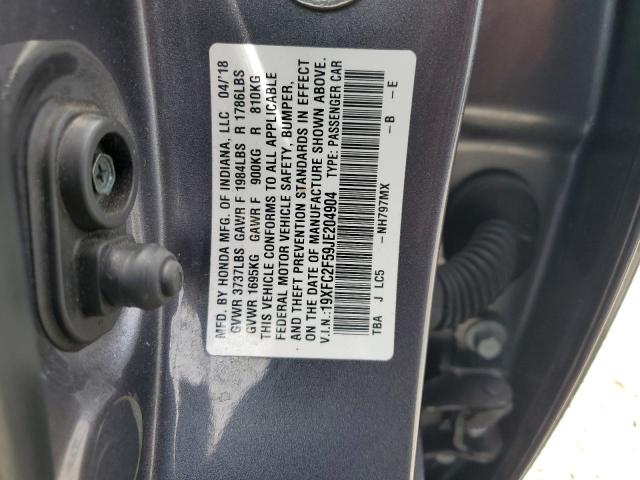 MFD. BY HONDA MFG. OF INDIANA, LLC 04/'18
GVWR 3737LBS GAWR F 1984LBS R 1786LBS
GVWR 1695KG GAWR F 900KG R 810KG
THIS VEHICLE CONFORMS TO ALL APPLICABLE
FEDERAL MOTOR VEHICLE SAFETY, BUMPER,
AND THEFT PREVENTION STANDARDS IN EFFECT
ON THE DATE OF MANUFACTURE SHOWN ABOVE.
V.I.N.:19XFC2F59JE204904 TYPE: PASSENGER CAR
TBA J LC5 -NH797MX -B -E